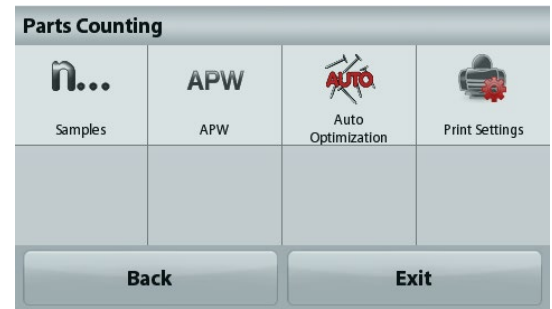 Parts Counting
n...
APW
AUTO
Samples
APW
Auto
Optimization
Print Settings
Back
Exit